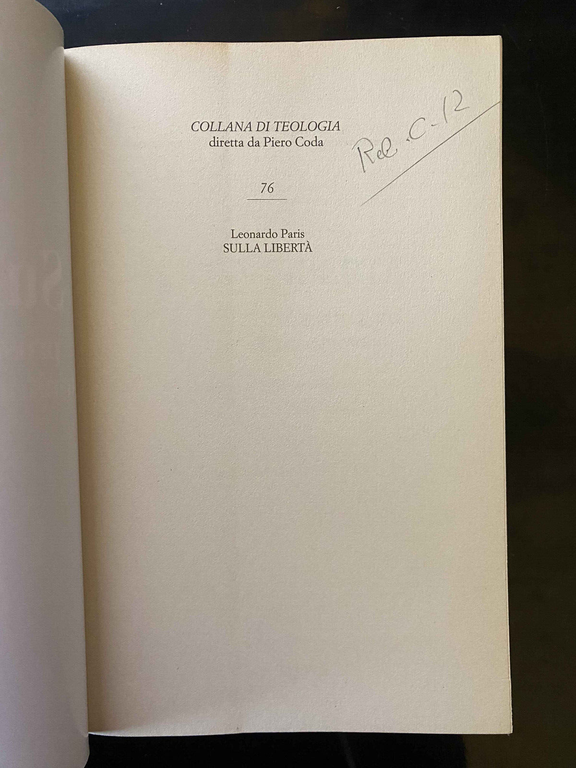 COLLANA DI TEOLOGIA
diretta da Piero Coda
Rel. C-12
76
Leonardo Paris
SULLA LIBERTÀ